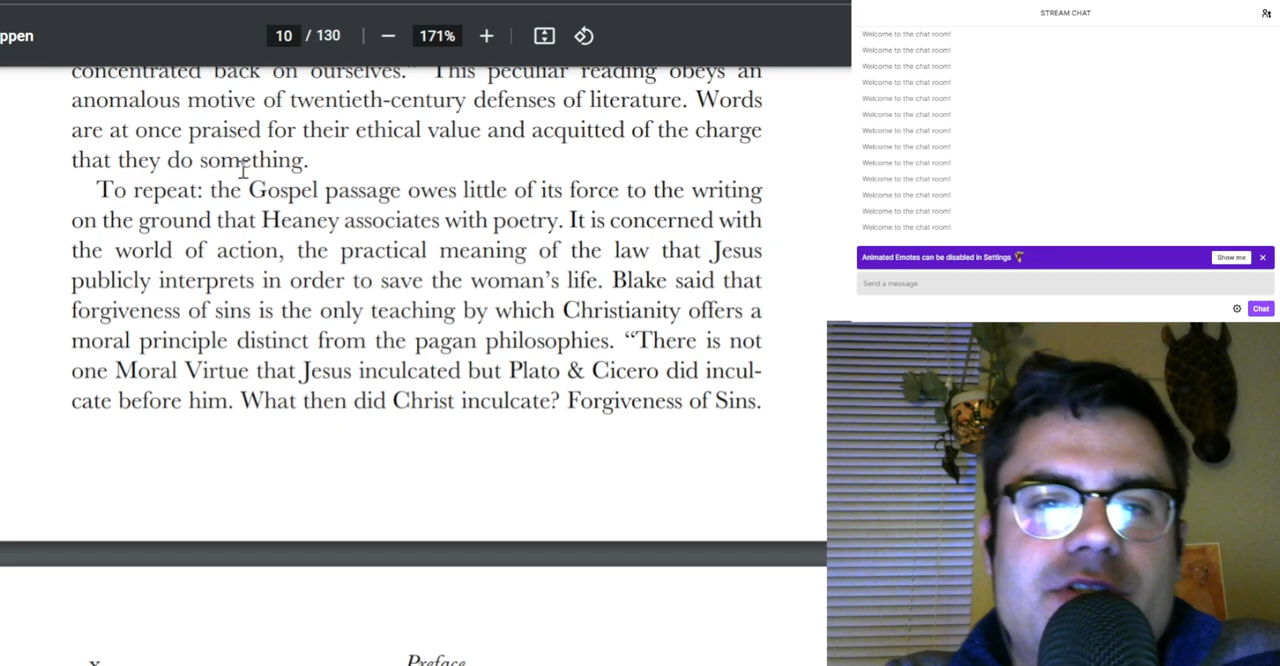 ppen
10 / 130
171%
concentrated back on ourselves.” This peculiar reading obeys an
anomalous motive of twentieth-century defenses of literature. Words
are at once praised for their ethical value and acquitted of the charge
that they do something.
To repeat: the Gospel passage owes little of its force to the writing
on the ground that Heaney associates with poetry. It is concerned with
the world of action, the practical meaning of the law that Jesus
publicly interprets in order to save the woman’s life. Blake said that
forgiveness of sins is the only teaching by which Christianity offers a
moral principle distinct from the pagan philosophies. “There is not
one Moral Virtue that Jesus inculcated but Plato & Cicero did incul-
cate before him. What then did Christ inculcate? Forgiveness of Sins.
x Preface
STREAM CHAT
Welcome to the chat room!
Welcome to the chat room!
Welcome to the chat room!
Welcome to the chat room!
Welcome to the chat room!
Welcome to the chat room!
Welcome to the chat room!
Welcome to the chat room!
Welcome to the chat room!
Welcome to the chat room!
Welcome to the chat room!
Welcome to the chat room!
Welcome to the chat room!
Animated Emotes can be disabled in Settings Show me
Send a message
Chat